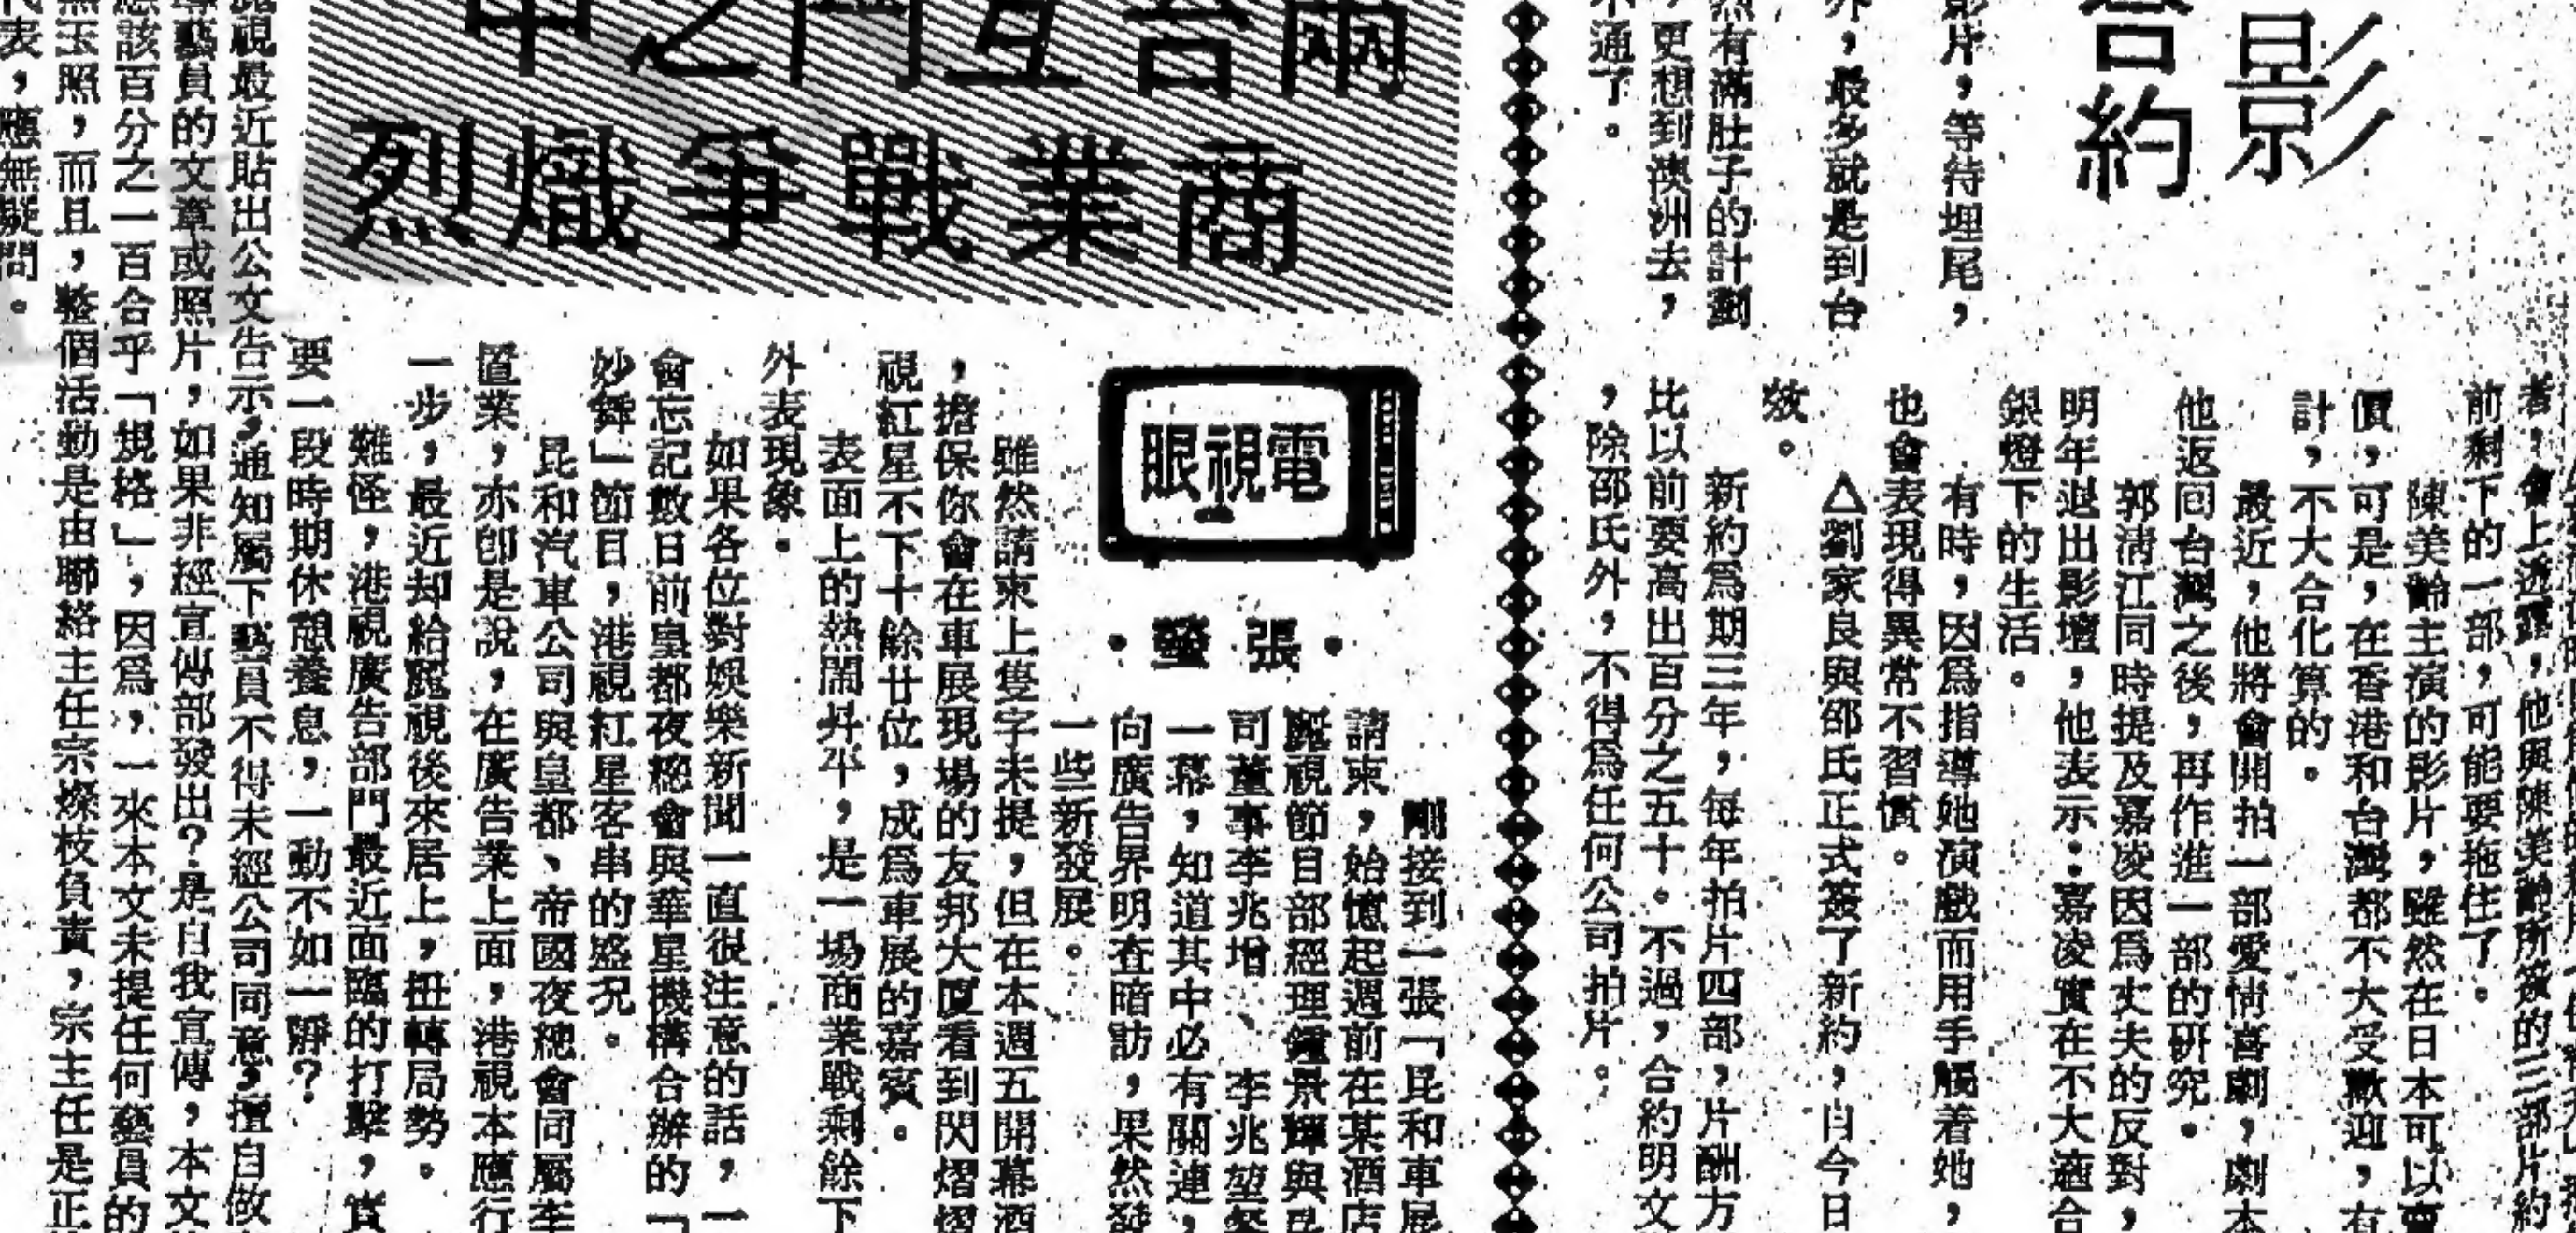 影
合約
影片，等待埋尾，
外，最多就是到台
然有滿肚子的計劃
，更想到澳洲去，
不通了。
者，會上透露，他與陳美齡所簽的三部片約
前剩下的一部，可能要拖住了。
陳美齡主演的影片，雖然在日本可以賣
價，可是，在香港和台灣都不大受歡迎，有
計，不大合化算的。
最近，他將會開拍一部愛情喜劇，劇本
他返回台灣之後，再作進一部的研究。
郭清江同時提及嘉凌因爲丈夫的反對，
明年退出影壇，他表示：嘉凌實在不大適合
銀燈下的生活。
有時，因爲指導她演戲而用手觸着她，
也會表現得異常不習慣。
△劉家良與邵氏正式簽了新約，自今日
效。
新約爲期三年，每年拍片四部，片酬方
比以前要高出百分之五十。不過，合約明文
，除邵氏外，不得爲任何公司拍片。
兩台互鬥之中
商業戰爭熾烈
電視眼
·張瑩·
剛接到一張「昆和車展
請柬，始憶起週前在某酒店
麗視節目部經理鐘景輝與昆
司董事李兆增、李兆堃
一幕，知道其中必有關連，
向廣告界明查暗訪，果然發
一些新發展。
雖然請柬上隻字未提，但在本週五開幕酒
，擔保你會在車展現場的友邦大廈看到閃熠熠
視紅星不下十餘廿位，成爲車展的嘉賓。
表面上的熱鬧昇平，是一場商業戰剩餘下
外表現象。
如果各位對娛樂新聞一直很注意的話，一
會忘記數日前皇都夜總會與華星機構合辦的「
妙舞」節目，港視紅星客串的盛況。
昆和汽車公司與皇都、帝國夜總會同屬李
置業，亦卽是說，在廣告業上面，港視本應行
一步，最近却給麗視後來居上，扭轉局勢。
難怪，港視廣告部門最近面臨的打擊，實
要一段時期休憩養息，一動不如一靜？
麗視最近貼出公文告示，通知屬下藝員不得未經公司同意，擅自做
導藝員的文章或照片，如果非經宣傳部發出？是自我宣傳，本文
應該百分之一百合乎「規格」，因爲，一來本文未提任何藝員的
無玉照，而且，整個活動是由聯絡主任宗燦枝負責，宗主任是正
代表，應無疑問。